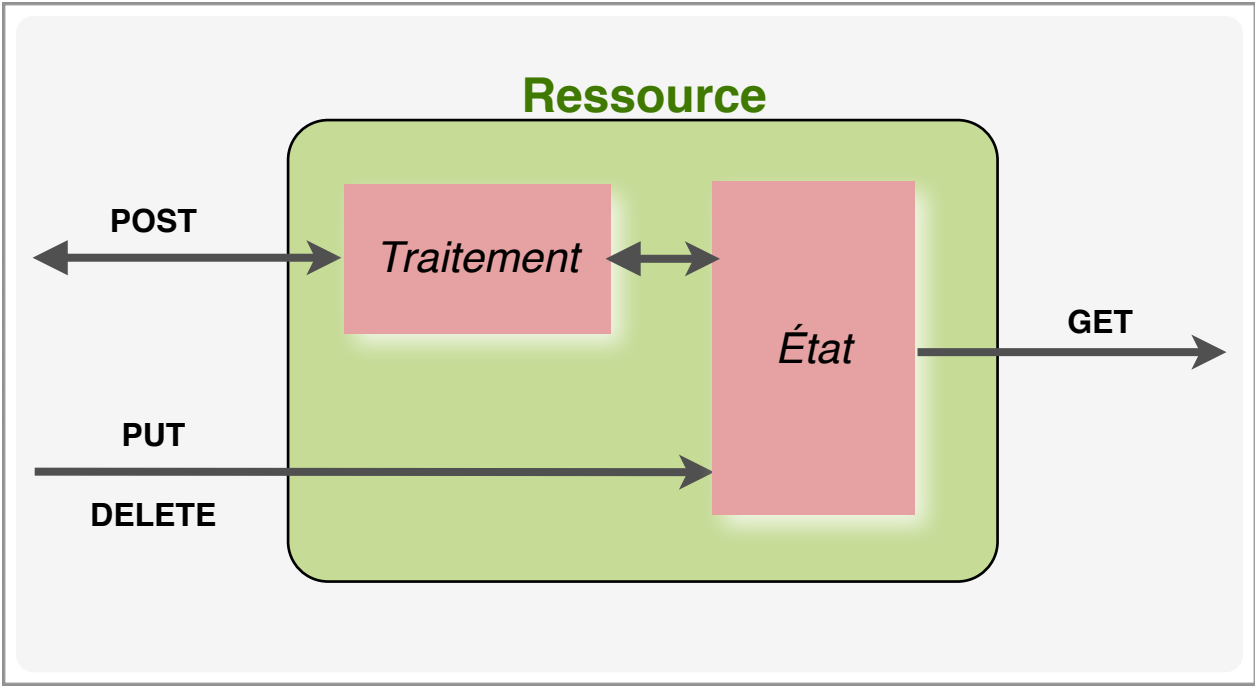 Ressource
POST
Traitement
État
GET
PUT
DELETE